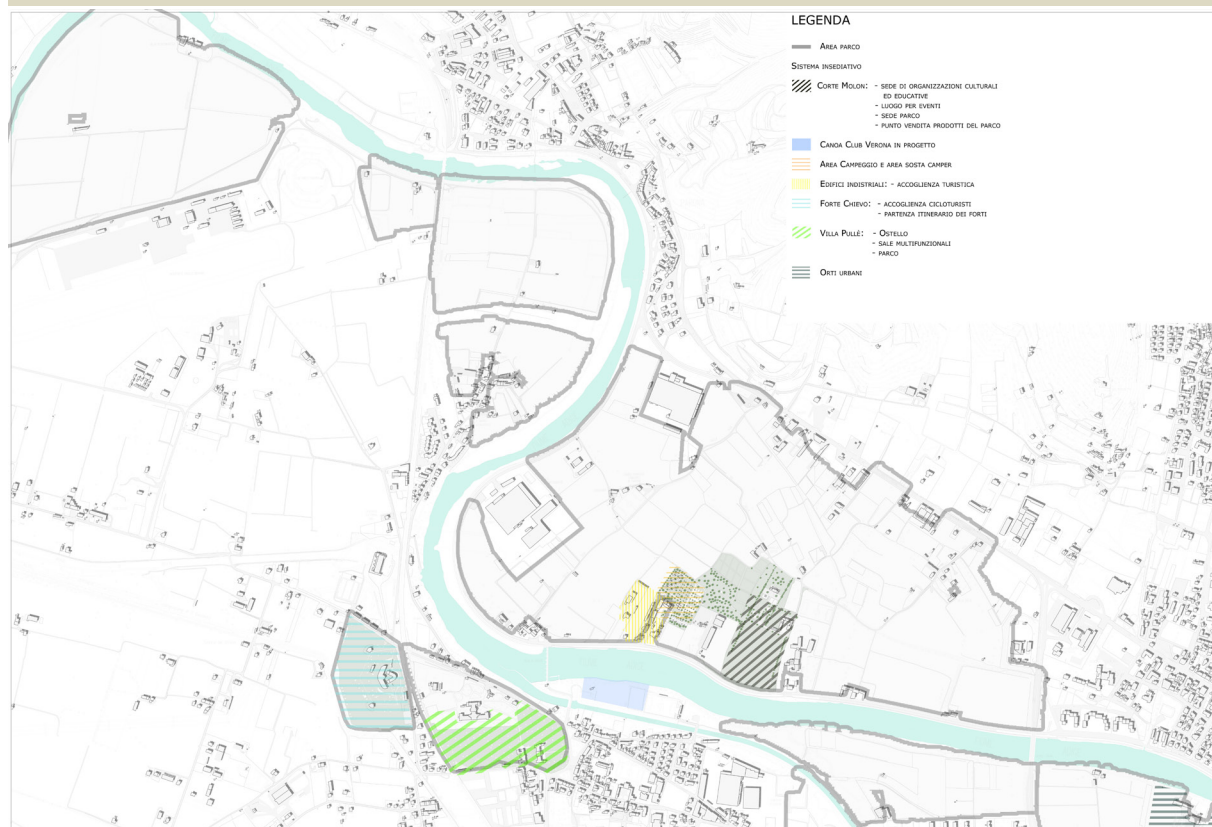 LEGENDA
AREA PARCO
SISTEMA INSEDIATIVO
CORTE MOLON: - SEDE DI ORGANIZZAZIONI CULTURALI
ED EDUCATIVE
- LUOGO PER EVENTI
- SEDE PARCO
- PUNTO VENDITA PRODOTTI DEL PARCO
CANOA CLUB VERONA IN PROGETTO
AREA CAMPEGGIO E AREA SOSTA CAMPER
EDIFICI INDISTRIALI: - ACCOGLIENZA TURISTICA
FORTE CHIEVO: - ACCOGLIENZA CICLOTURISTI
- PARTENZA ITINERARIO DEI FORTI
VILLA PULLÈ: - OSTELLO
- SALE MULTIFUNZIONALI
- PARCO
ORTI URBANI